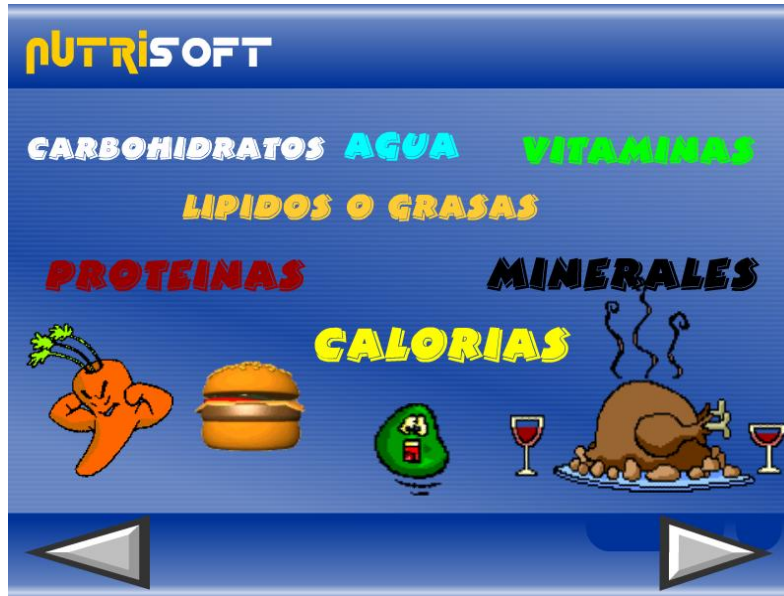 nUTRiSOFT
CARBOHIDRATOS AGUA VITAMINAS
LIPIDOS O GRASAS
PROTEINAS MINERALES
CALORIAS